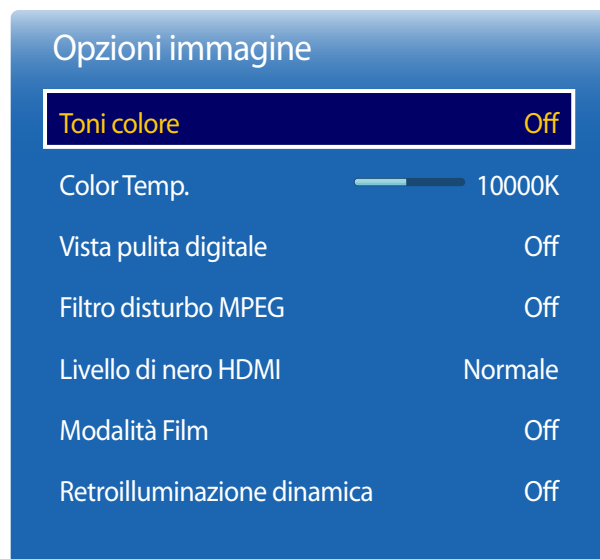 Opzioni immagine
Toni colore Off
Color Temp. 10000K
Vista pulita digitale Off
Filtro disturbo MPEG Off
Livello di nero HDMI Normale
Modalità Film Off
Retroilluminazione dinamica Off